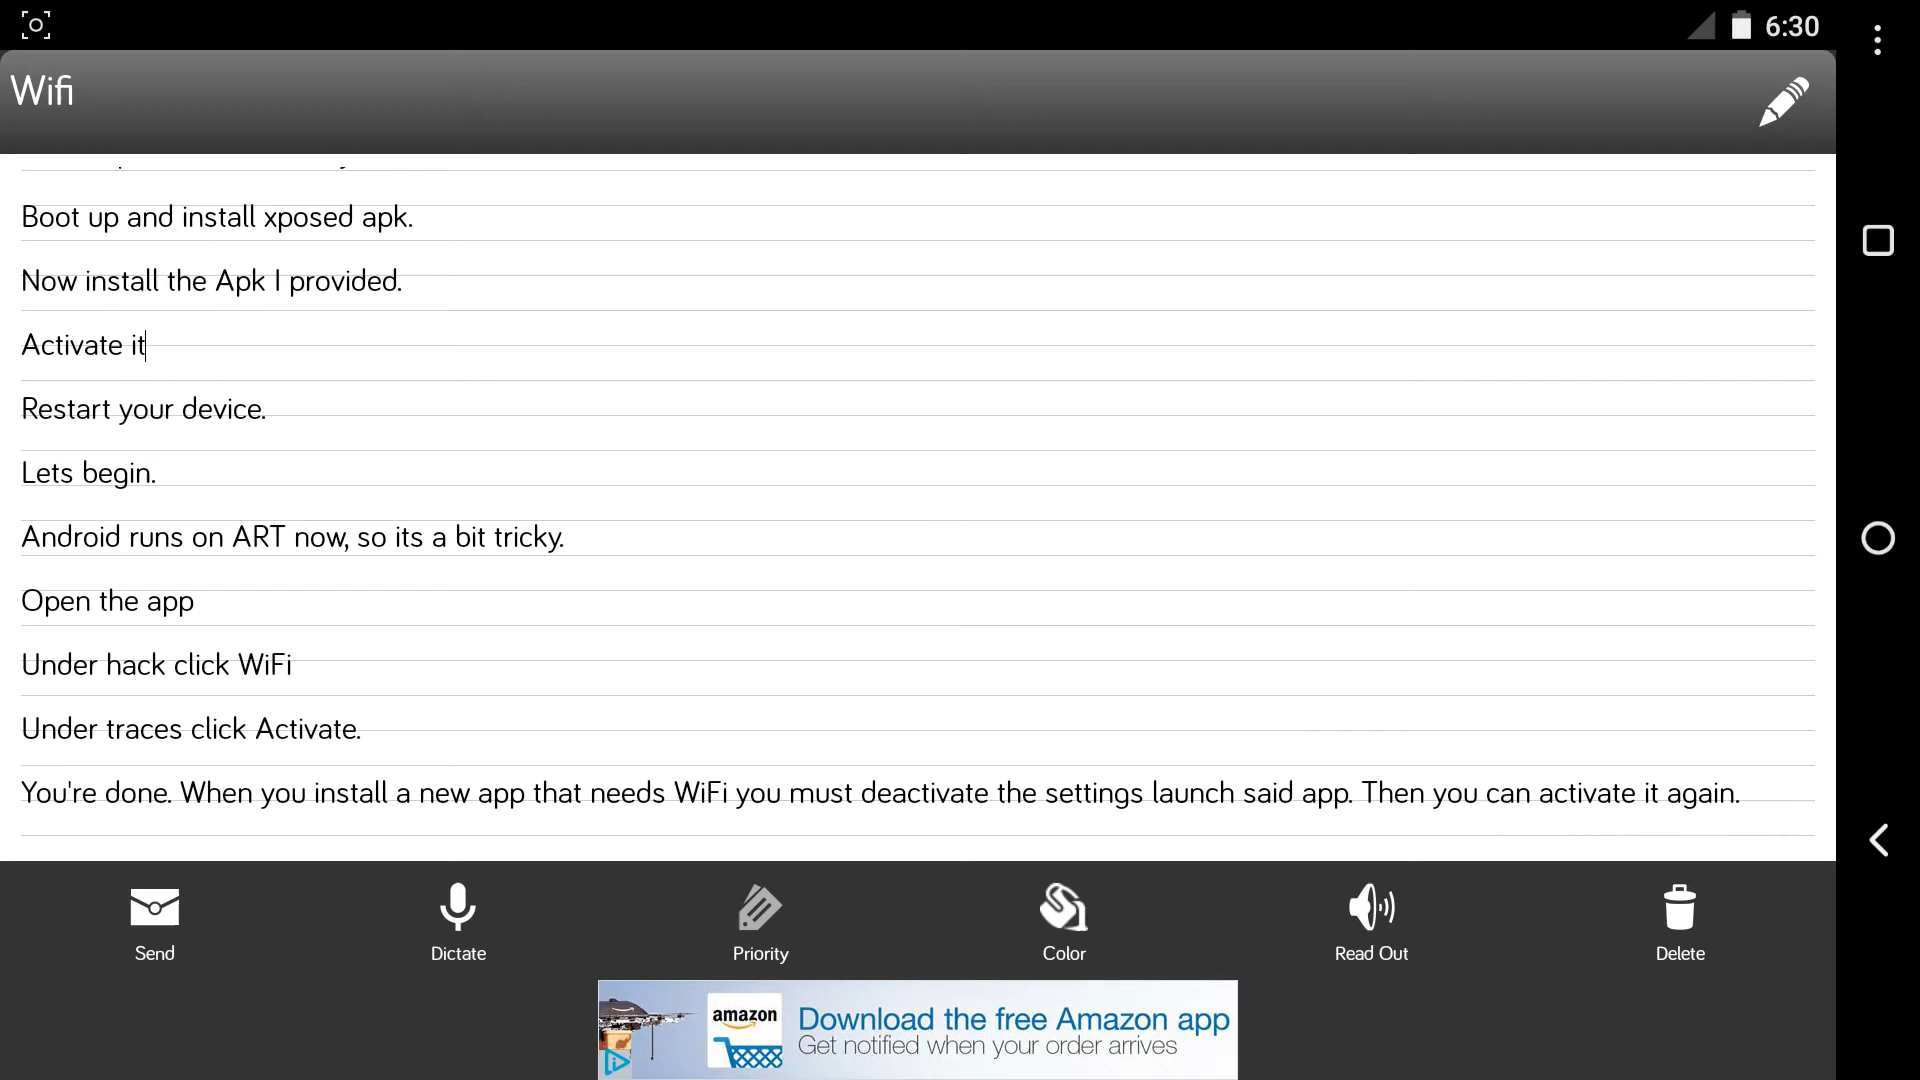 6:30
Wifi
Boot up and install xposed apk.
Now install the Apk I provided.
Activate it
Restart your device.
Lets begin.
Android runs on ART now, so its a bit tricky.
Open the app
Under hack click WiFi
Under traces click Activate.
You're done. When you install a new app that needs WiFi you must deactivate the settings launch said app. Then you can activate it again.
Send
Dictate
Priority
Color
Read Out
Delete
amazon
Download the free Amazon app
Get notified when your order arrives